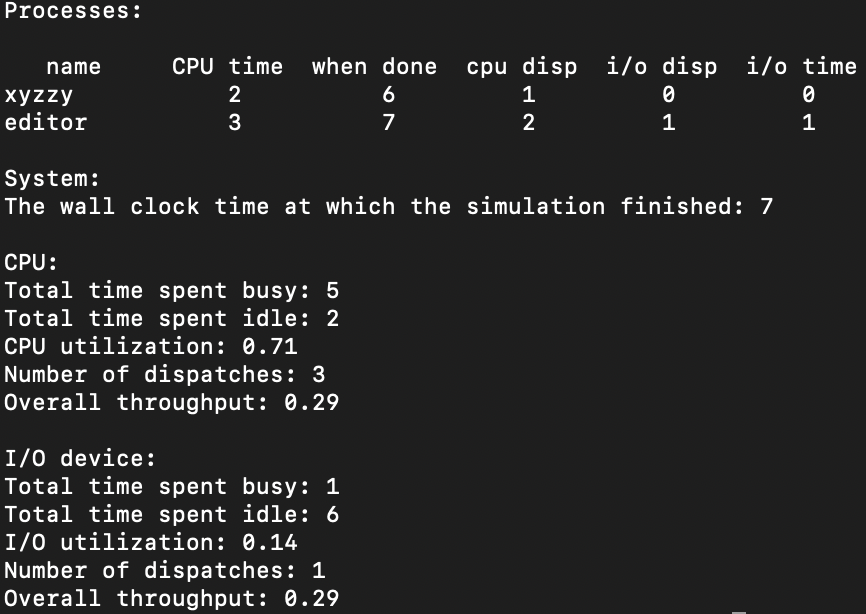 Processes:
name CPU time when done cpu disp i/o disp i/o time
xyzzy 2 6 1 0 0
editor 3 7 2 1 1
System:
The wall clock time at which the simulation finished: 7
CPU:
Total time spent busy: 5
Total time spent idle: 2
CPU utilization: 0.71
Number of dispatches: 3
Overall throughput: 0.29
I/O device:
Total time spent busy: 1
Total time spent idle: 6
I/O utilization: 0.14
Number of dispatches: 1
Overall throughput: 0.29